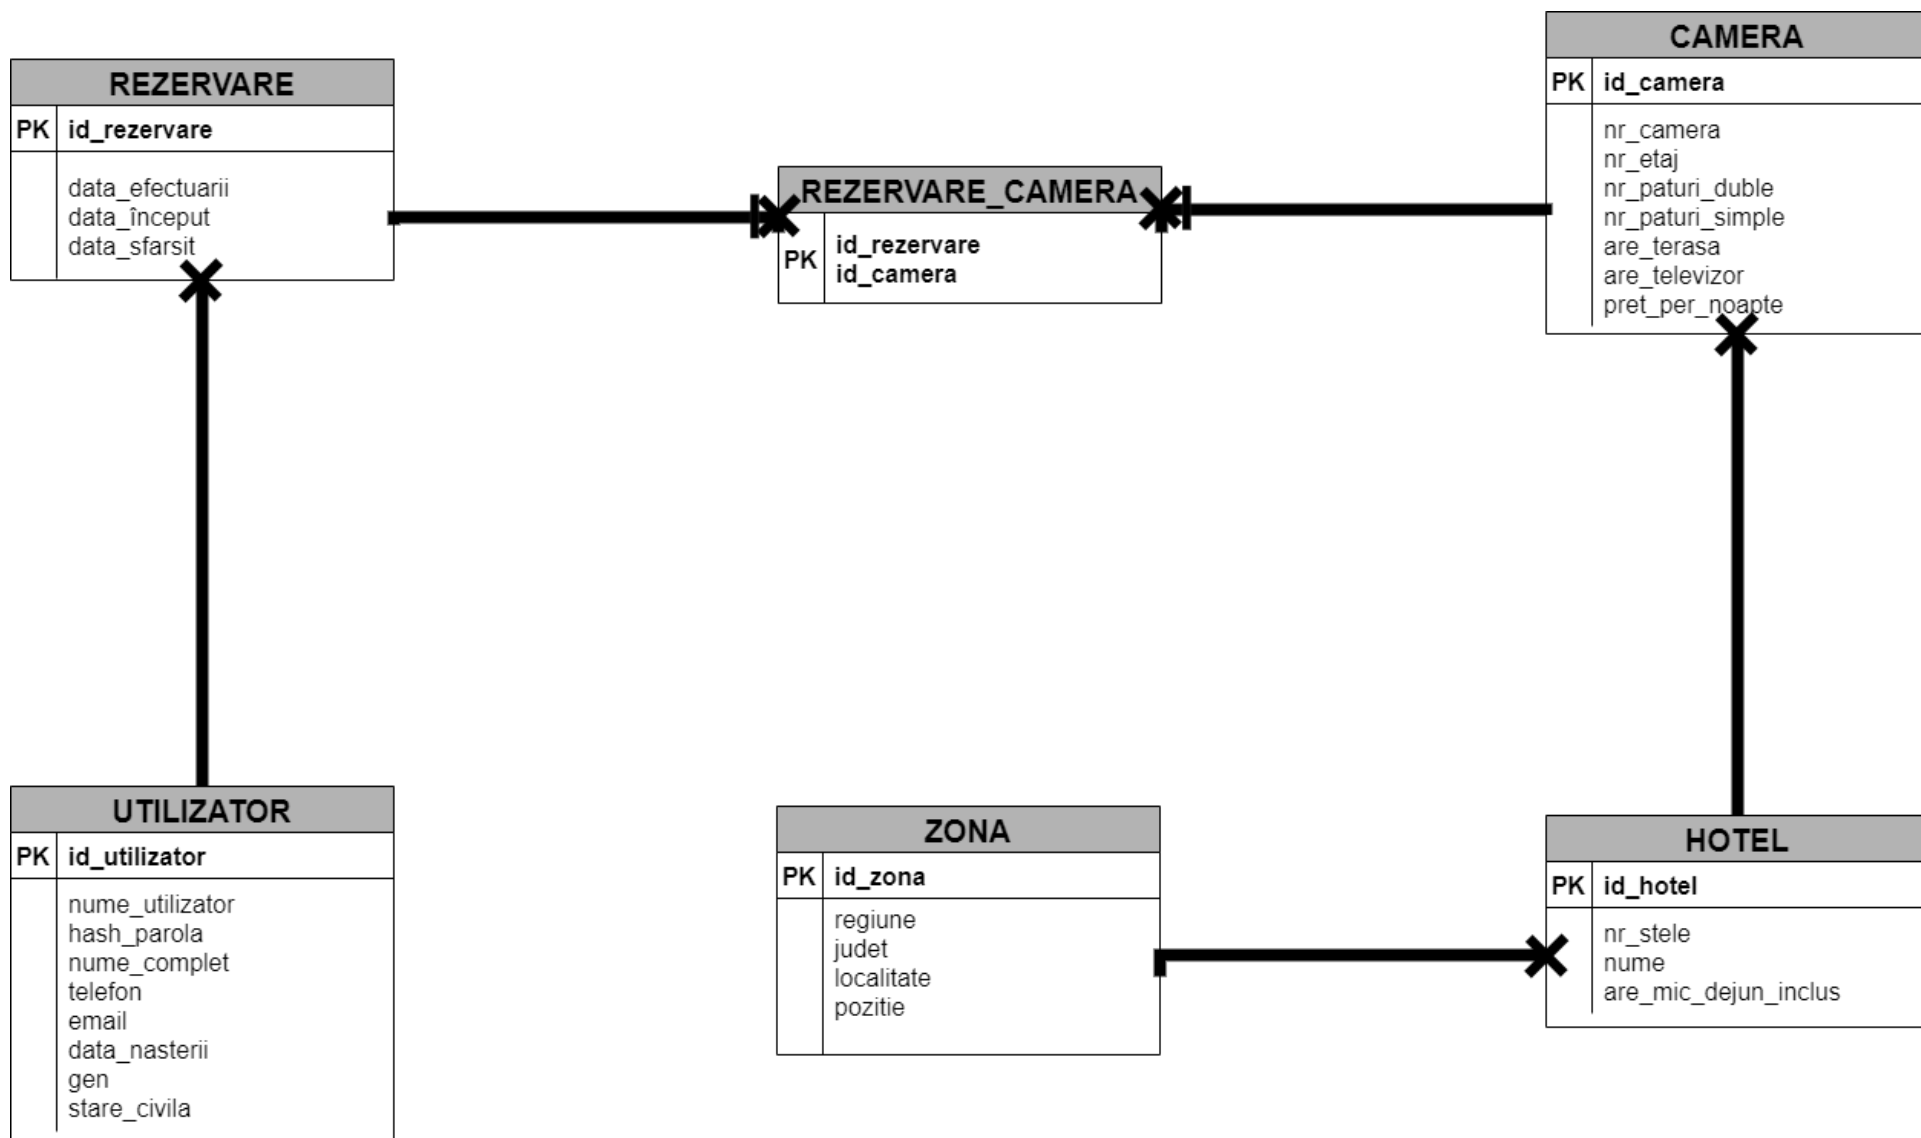 REZERVARE
PK id_rezervare
data_efectuarii
data_început
data_sfarsit
REZERVARE_CAMERA
PK id_rezervare
id_camera
CAMERA
PK id_camera
nr_camera
nr_etaj
nr_paturi_duble
nr_paturi_simple
are_terasa
are_televizor
pret_per_noapte
UTILIZATOR
PK id_utilizator
nume_utilizator
hash_parola
nume_complet
telefon
email
data_nasterii
gen
stare_civila
ZONA
PK id_zona
regiune
judet
localitate
pozitie
HOTEL
PK id_hotel
nr_stele
nume
are_mic_dejun_inclus